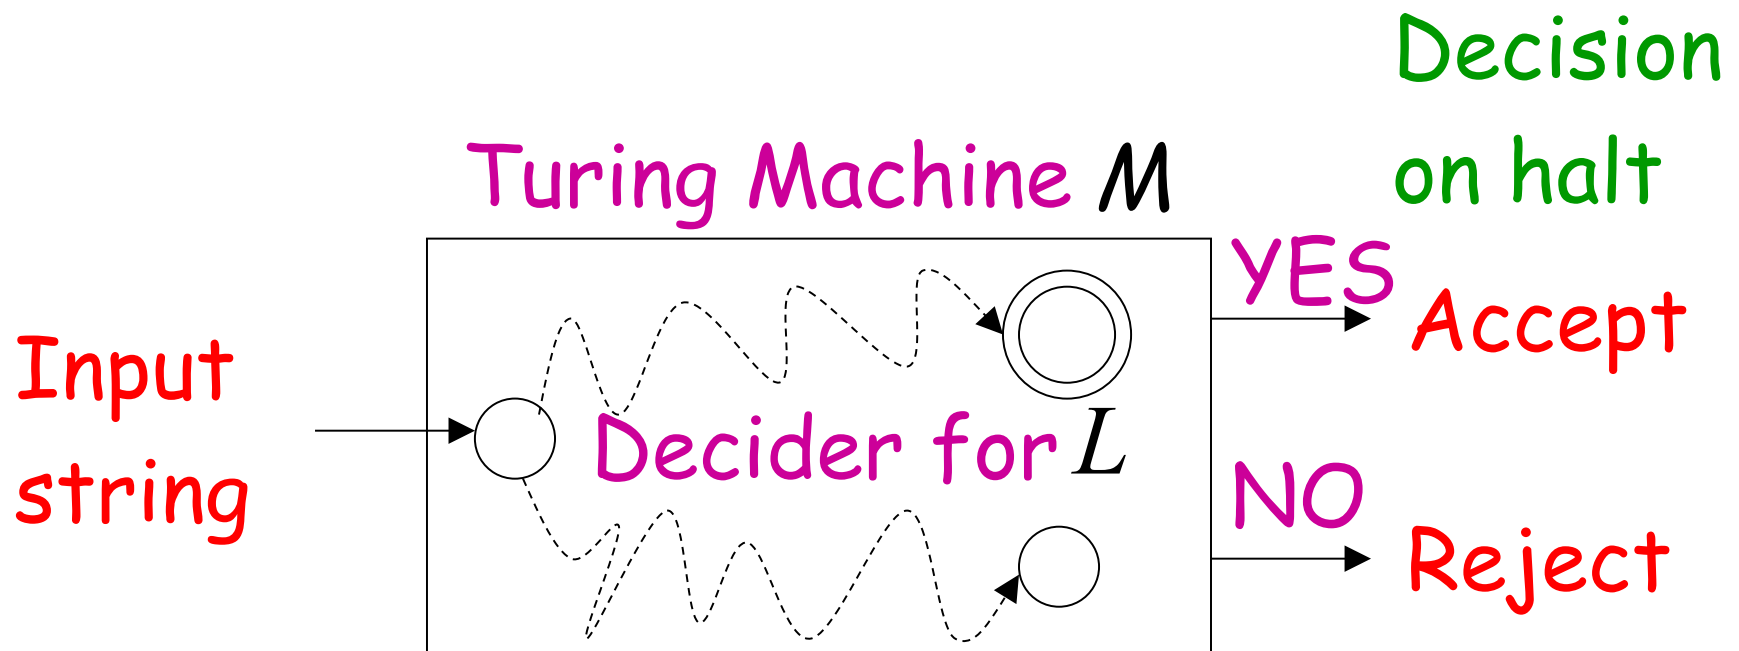 Decision
on halt
Turing Machine M
YES
Accept
Input
string
Decider for L
NO
Reject